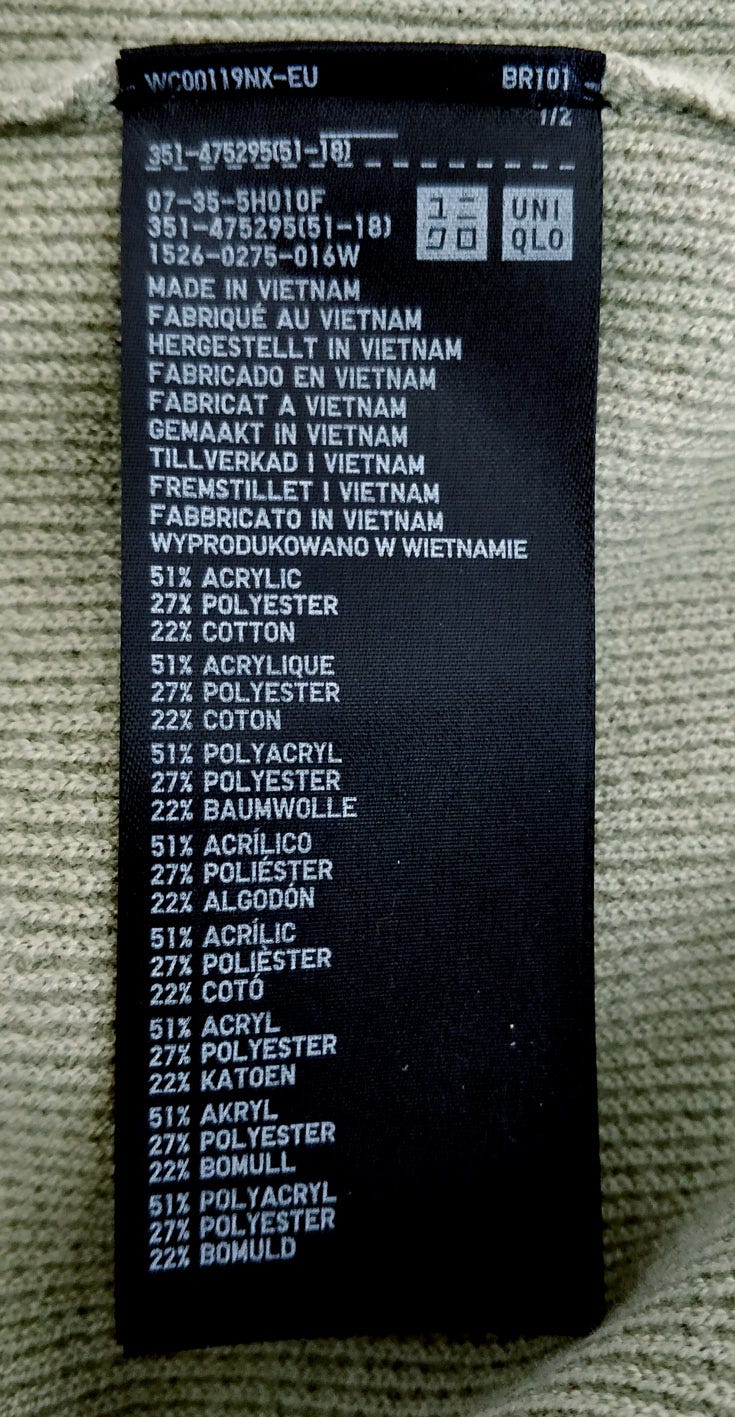 WC00119NX-EU BR101
1/2
351-475295(51-18)
07-35-5H010F
351-475295(51-18)
1526-0275-016W
ユニ
クロ
UNI
QLO
MADE IN VIETNAM
FABRIQUÉ AU VIETNAM
HERGESTELLT IN VIETNAM
FABRICADO EN VIETNAM
FABRICAT A VIETNAM
GEMAAKT IN VIETNAM
TILLVERKAD I VIETNAM
FREMSTILLET I VIETNAM
FABBRICATO IN VIETNAM
WYPRODUKOWANO W WIETNAMIE
51% ACRYLIC
27% POLYESTER
22% COTTON
51% ACRYLIQUE
27% POLYESTER
22% COTON
51% POLYACRYL
27% POLYESTER
22% BAUMWOLLE
51% ACRÍLICO
27% POLIÉSTER
22% ALGODÓN
51% ACRÍLIC
27% POLIÈSTER
22% COTÓ
51% ACRYL
27% POLYESTER
22% KATOEN
51% AKRYL
27% POLYESTER
22% BOMULL
51% POLYACRYL
27% POLYESTER
22% BOMULD